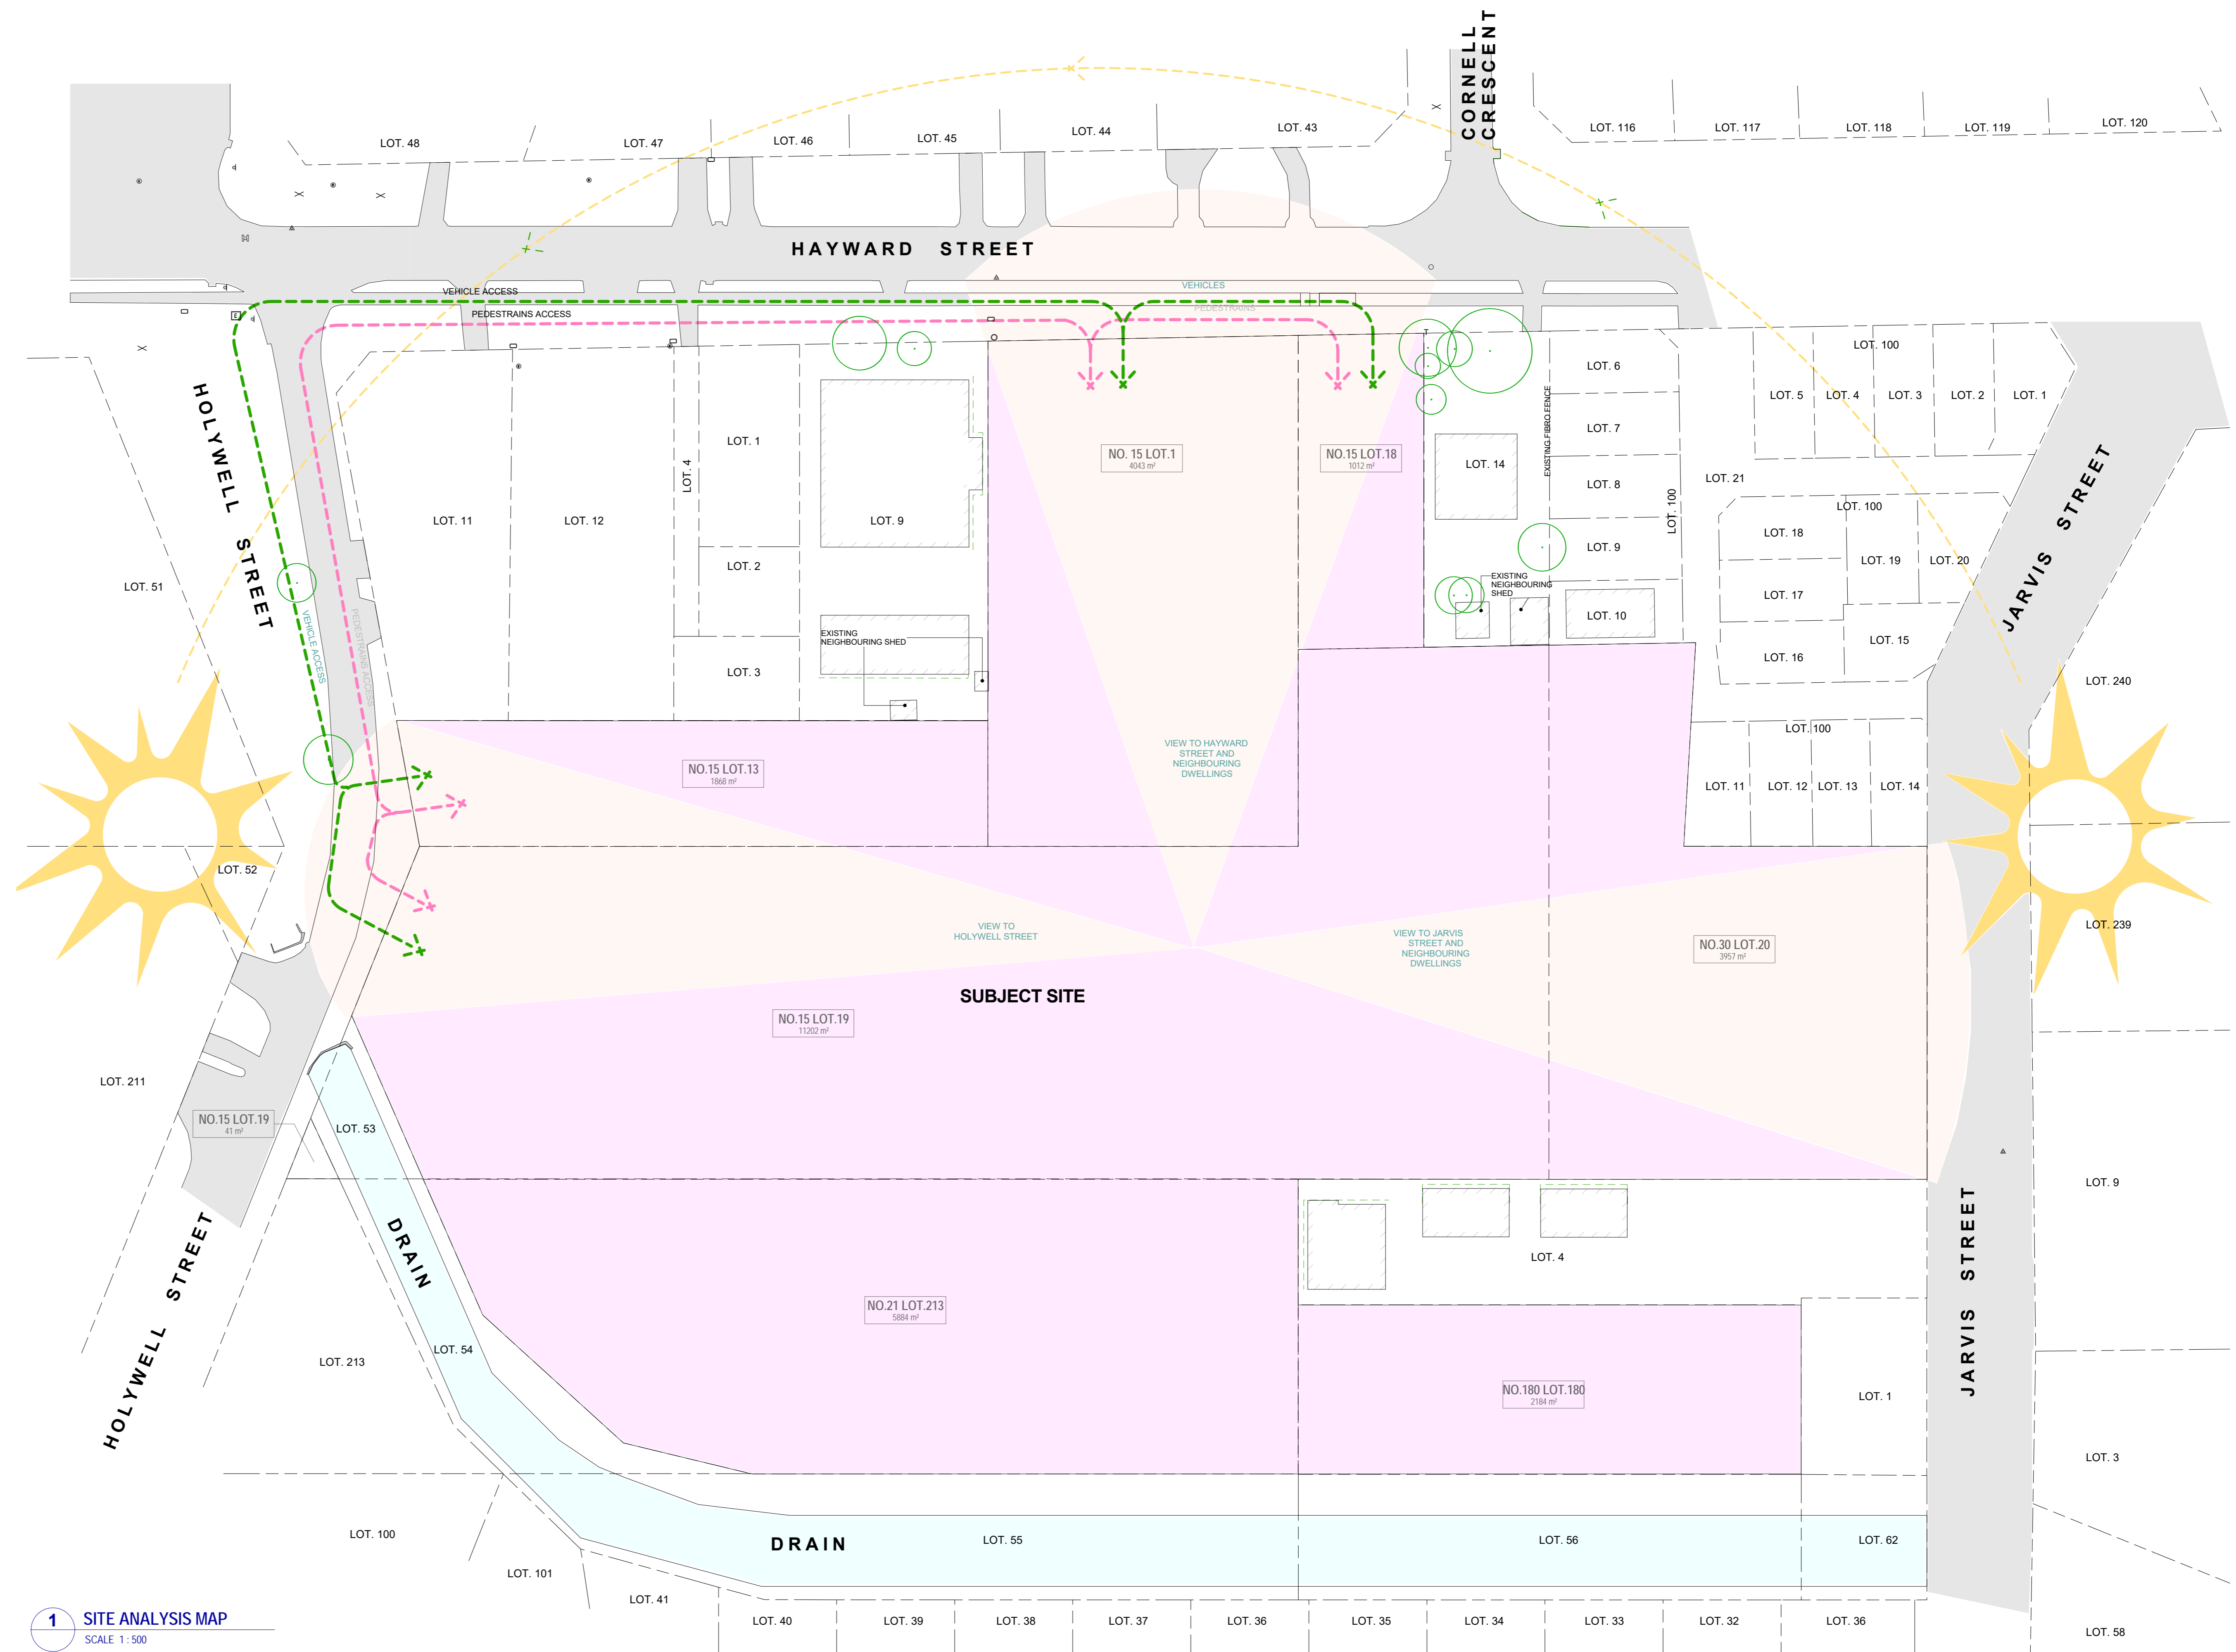 CORNELL
CRESCENT
LOT. 48
LOT. 47
LOT. 46
LOT. 45
LOT. 44
LOT. 43
LOT. 116
LOT. 117
LOT. 118
LOT. 119
LOT. 120
HAYWARD STREET
VEHICLE ACCESS
VEHICLES
PEDESTRAINS ACCESS
PEDESTRAINS
E
T
HOLYWELL STREET
LOT. 51
LOT. 11
LOT. 12
LOT. 4
LOT. 1
LOT. 2
LOT. 3
LOT. 9
EXISTING
NEIGHBOURING SHED
NO. 15 LOT.1
4043 m²
NO.15 LOT.18
1012 m²
LOT. 14
EXISTING FIBRO FENCE
LOT. 6
LOT. 7
LOT. 8
LOT. 9
LOT. 10
LOT. 100
EXISTING
NEIGHBOURING
SHED
LOT. 100
LOT. 5
LOT. 4
LOT. 3
LOT. 2
LOT. 1
LOT. 21
LOT. 100
LOT. 18
LOT. 19
LOT. 20
LOT. 17
LOT. 16
LOT. 15
JARVIS STREET
LOT. 240
LOT. 100
LOT. 11
LOT. 12
LOT. 13
LOT. 14
VEHICLE ACCESS
PEDESTRAINS ACCESS
NO.15 LOT.13
1868 m²
VIEW TO HAYWARD
STREET AND
NEIGHBOURING
DWELLINGS
LOT. 52
VIEW TO
HOLYWELL STREET
VIEW TO JARVIS
STREET AND
NEIGHBOURING
DWELLINGS
NO.30 LOT.20
3957 m²
LOT. 239
SUBJECT SITE
NO.15 LOT.19
11202 m²
LOT. 211
NO.15 LOT.19
41 m²
LOT. 53
LOT. 9
DRAIN
HOLYWELL STREET
LOT. 4
JARVIS STREET
NO.21 LOT.213
5884 m²
LOT. 213
LOT. 54
NO.180 LOT.180
2184 m²
LOT. 1
LOT. 3
LOT. 100
DRAIN
LOT. 55
LOT. 56
LOT. 62
LOT. 101
LOT. 41
LOT. 40
LOT. 39
LOT. 38
LOT. 37
LOT. 36
LOT. 35
LOT. 34
LOT. 33
LOT. 32
LOT. 36
LOT. 58
1
SITE ANALYSIS MAP
SCALE 1 : 500